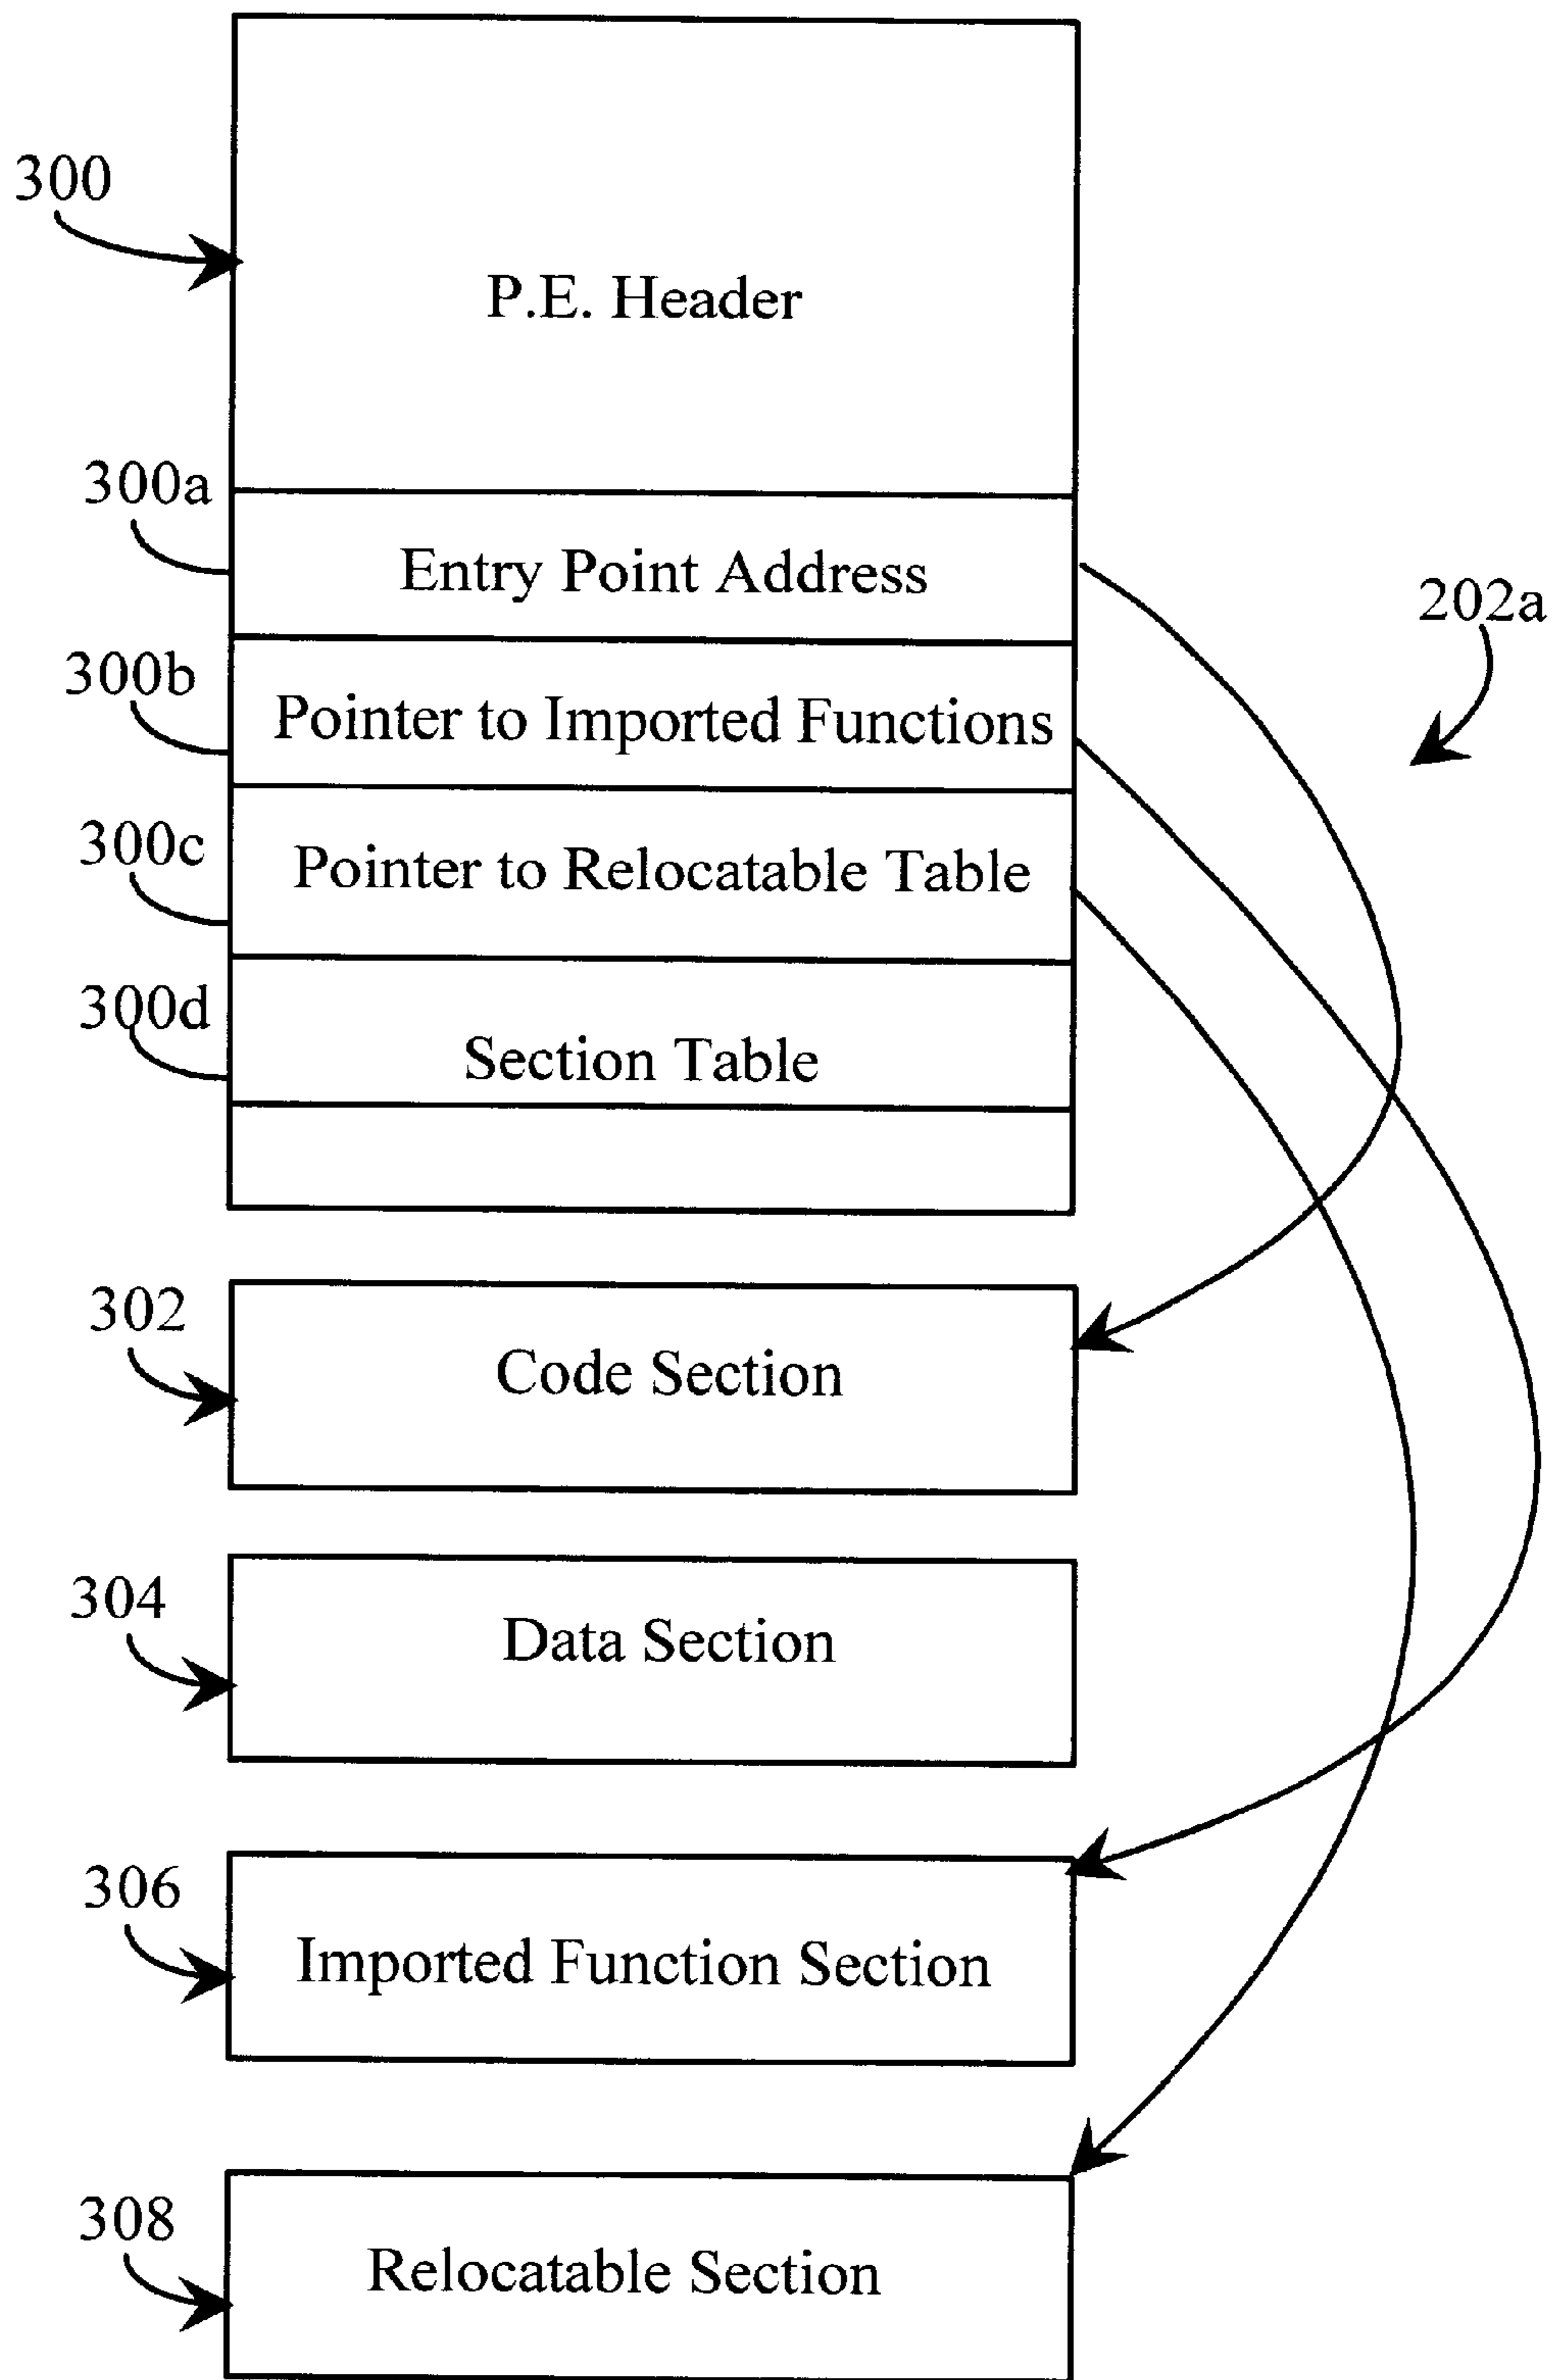 300
P.E. Header
300a
Entry Point Address
202a
300b
Pointer to Imported Functions
300c
Pointer to Relocatable Table
300d
Section Table
302
Code Section
304
Data Section
306
Imported Function Section
308
Relocatable Section